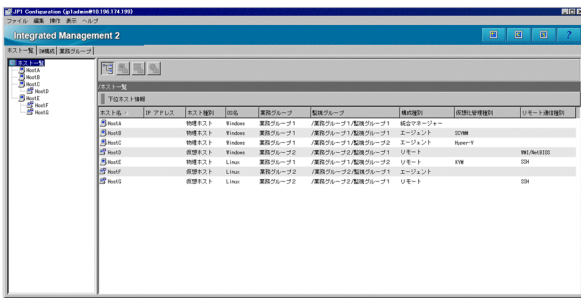 JP1 Configuration (jp1admin@10.196.174.199)
ファイル 編集 操作 表示 ヘルプ
Integrated Management 2
ホスト一覧 IM構成 業務グループ
ホスト一覧
HostA
HostB
HostC
HostD
HostE
HostF
HostG
/ホスト一覧
下位ホスト情報
ホスト名 IP アドレス ホスト種別 OS名 業務グループ 監視グループ 構成種別 仮想化管理種別 リモート通信種別
HostA 物理ホスト Windows 業務グループ1 /業務グループ1/監視グループ1 統合マネージャー
HostB 物理ホスト Windows 業務グループ1 /業務グループ1/監視グループ1 エージェント SCVMM
HostC 物理ホスト Windows 業務グループ1 /業務グループ1/監視グループ2 エージェント Hyper-V
HostD 仮想ホスト Windows 業務グループ2 /業務グループ2/監視グループ1 リモート WMI/NetBIOS
HostE 物理ホスト Linux 業務グループ1 /業務グループ1/監視グループ2 リモート KVM SSH
HostF 仮想ホスト Linux 業務グループ2 /業務グループ2/監視グループ1 エージェント
HostG 仮想ホスト Linux 業務グループ2 /業務グループ2/監視グループ1 リモート SSH